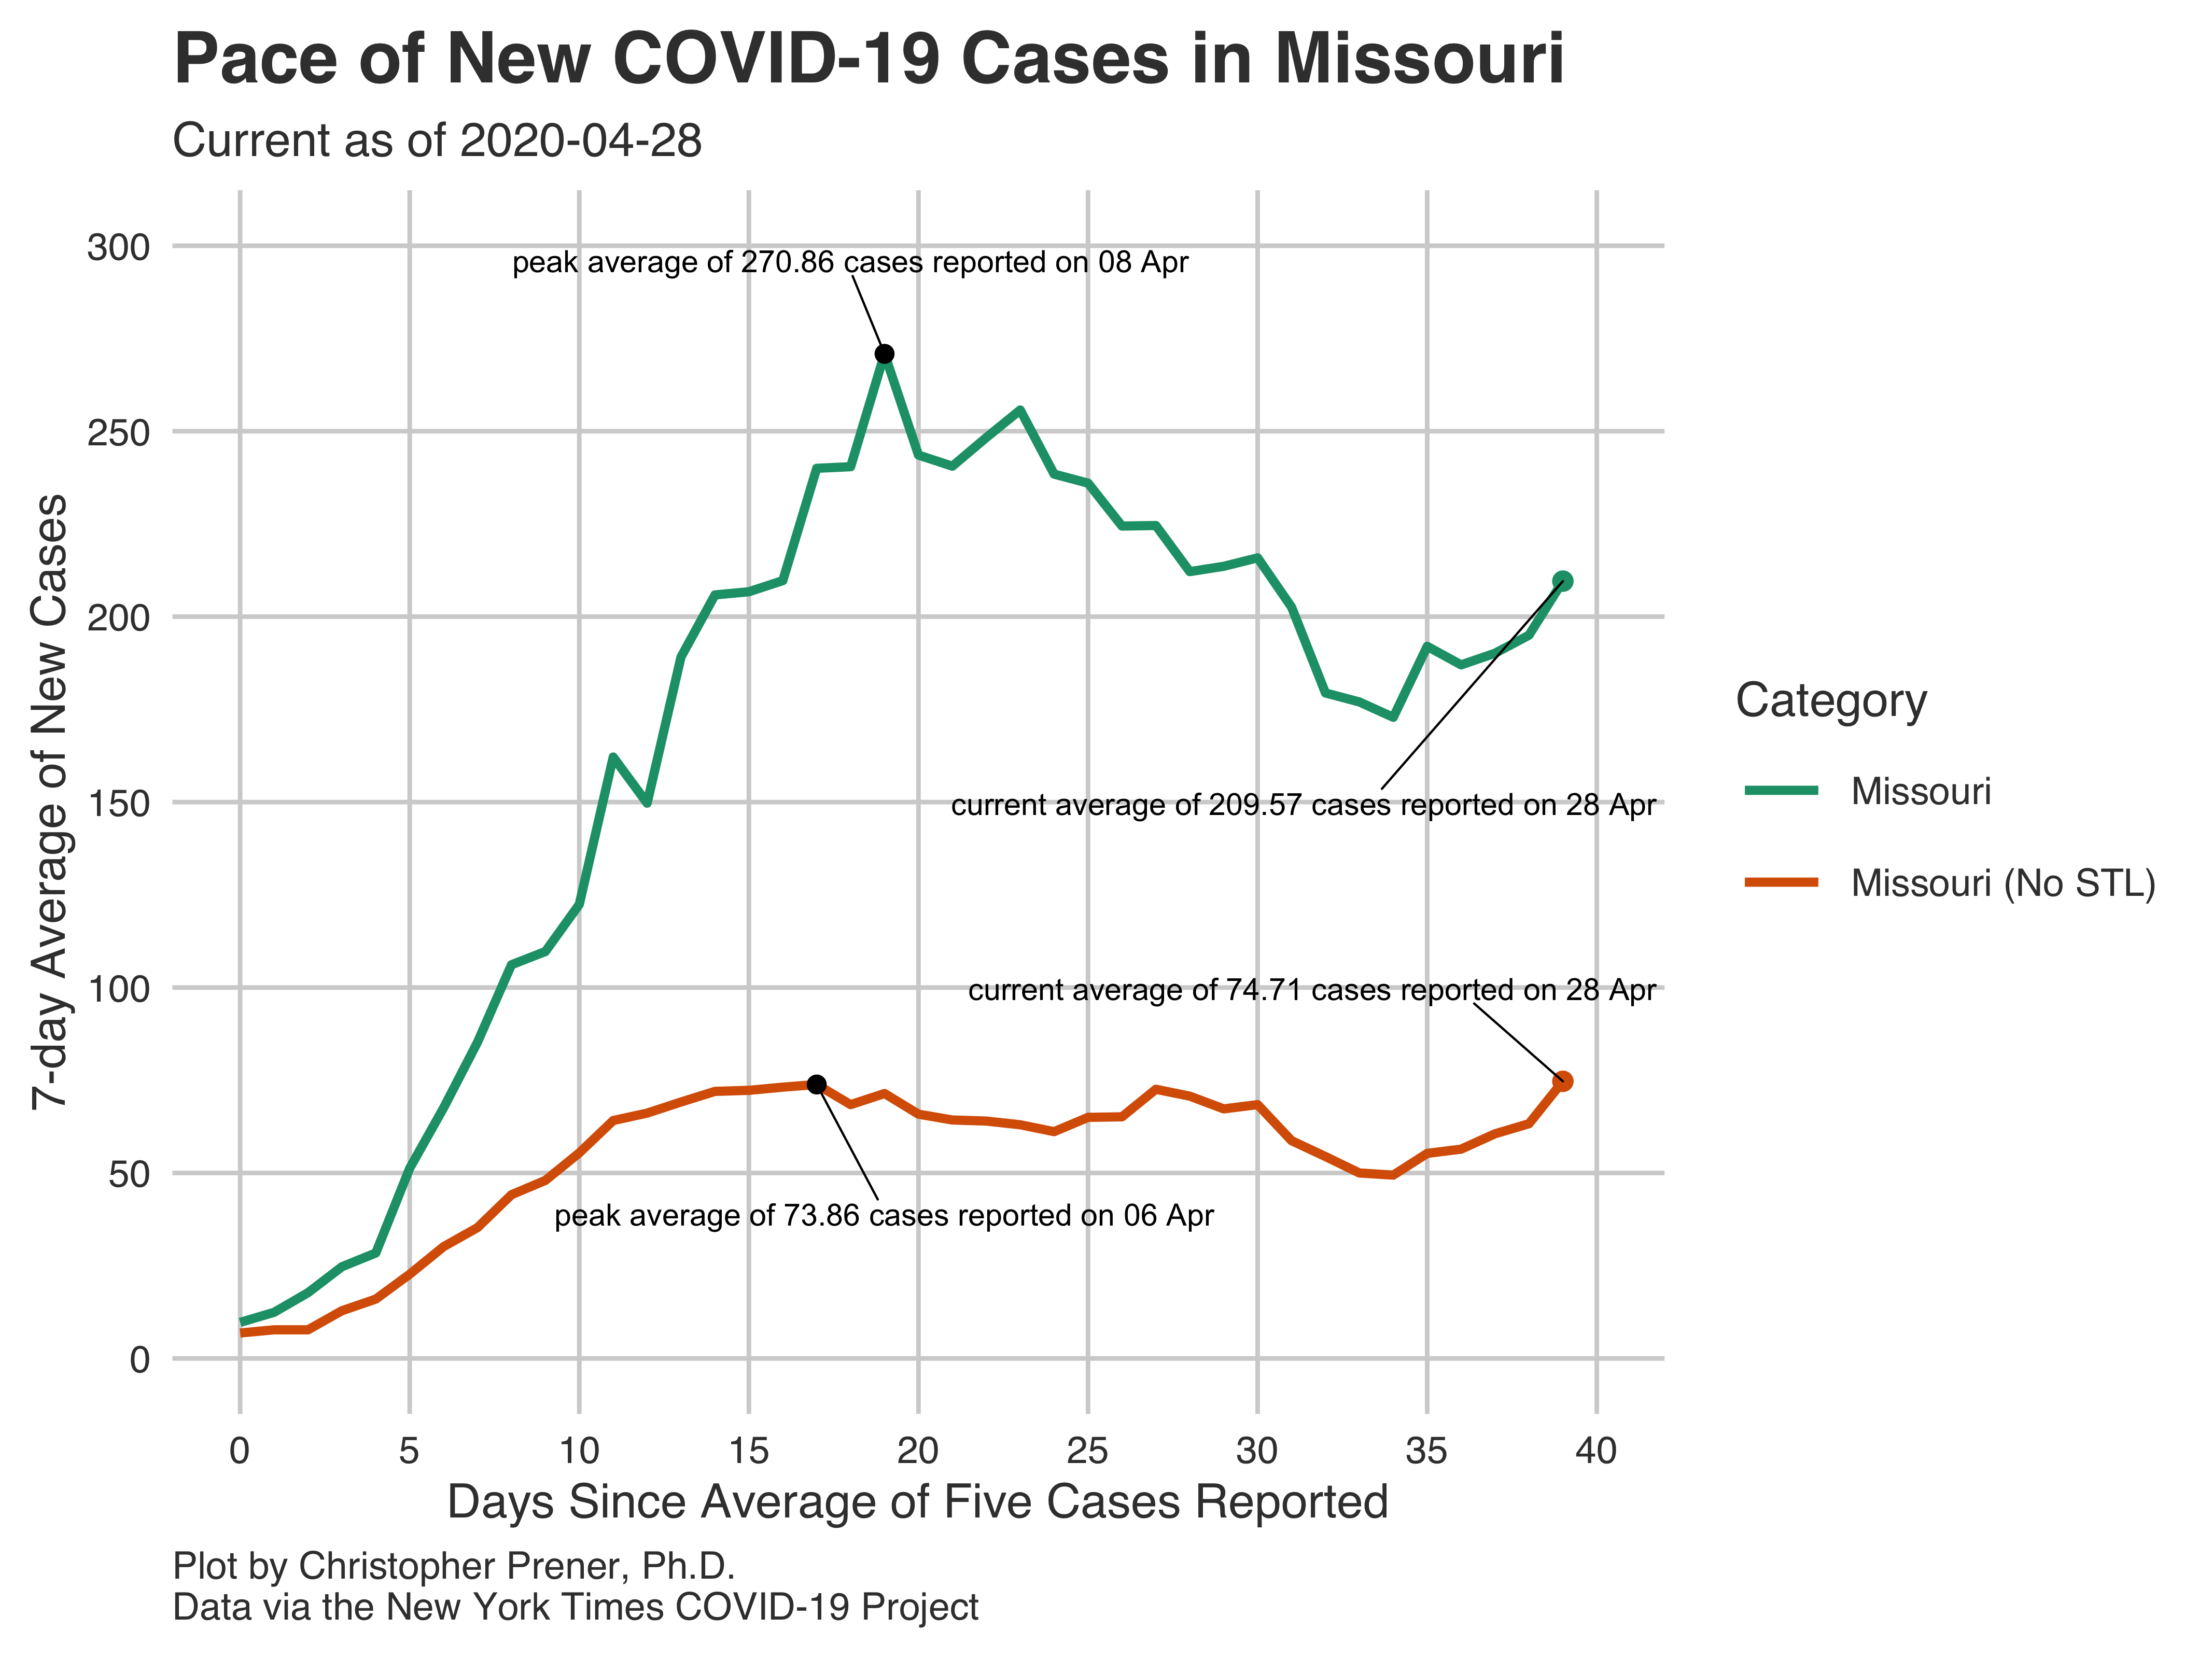 Pace of New COVID-19 Cases in Missouri
Current as of 2020-04-28
7-day Average of New Cases
300
250
200
150
100
50
0
peak average of 270.86 cases reported on 08 Apr
current average of 209.57 cases reported on 28 Apr
current average of 74.71 cases reported on 28 Apr
peak average of 73.86 cases reported on 06 Apr
0 5 10 15 20 25 30 35 40
Days Since Average of Five Cases Reported
Category
Missouri
Missouri (No STL)
Plot by Christopher Prener, Ph.D.
Data via the New York Times COVID-19 Project